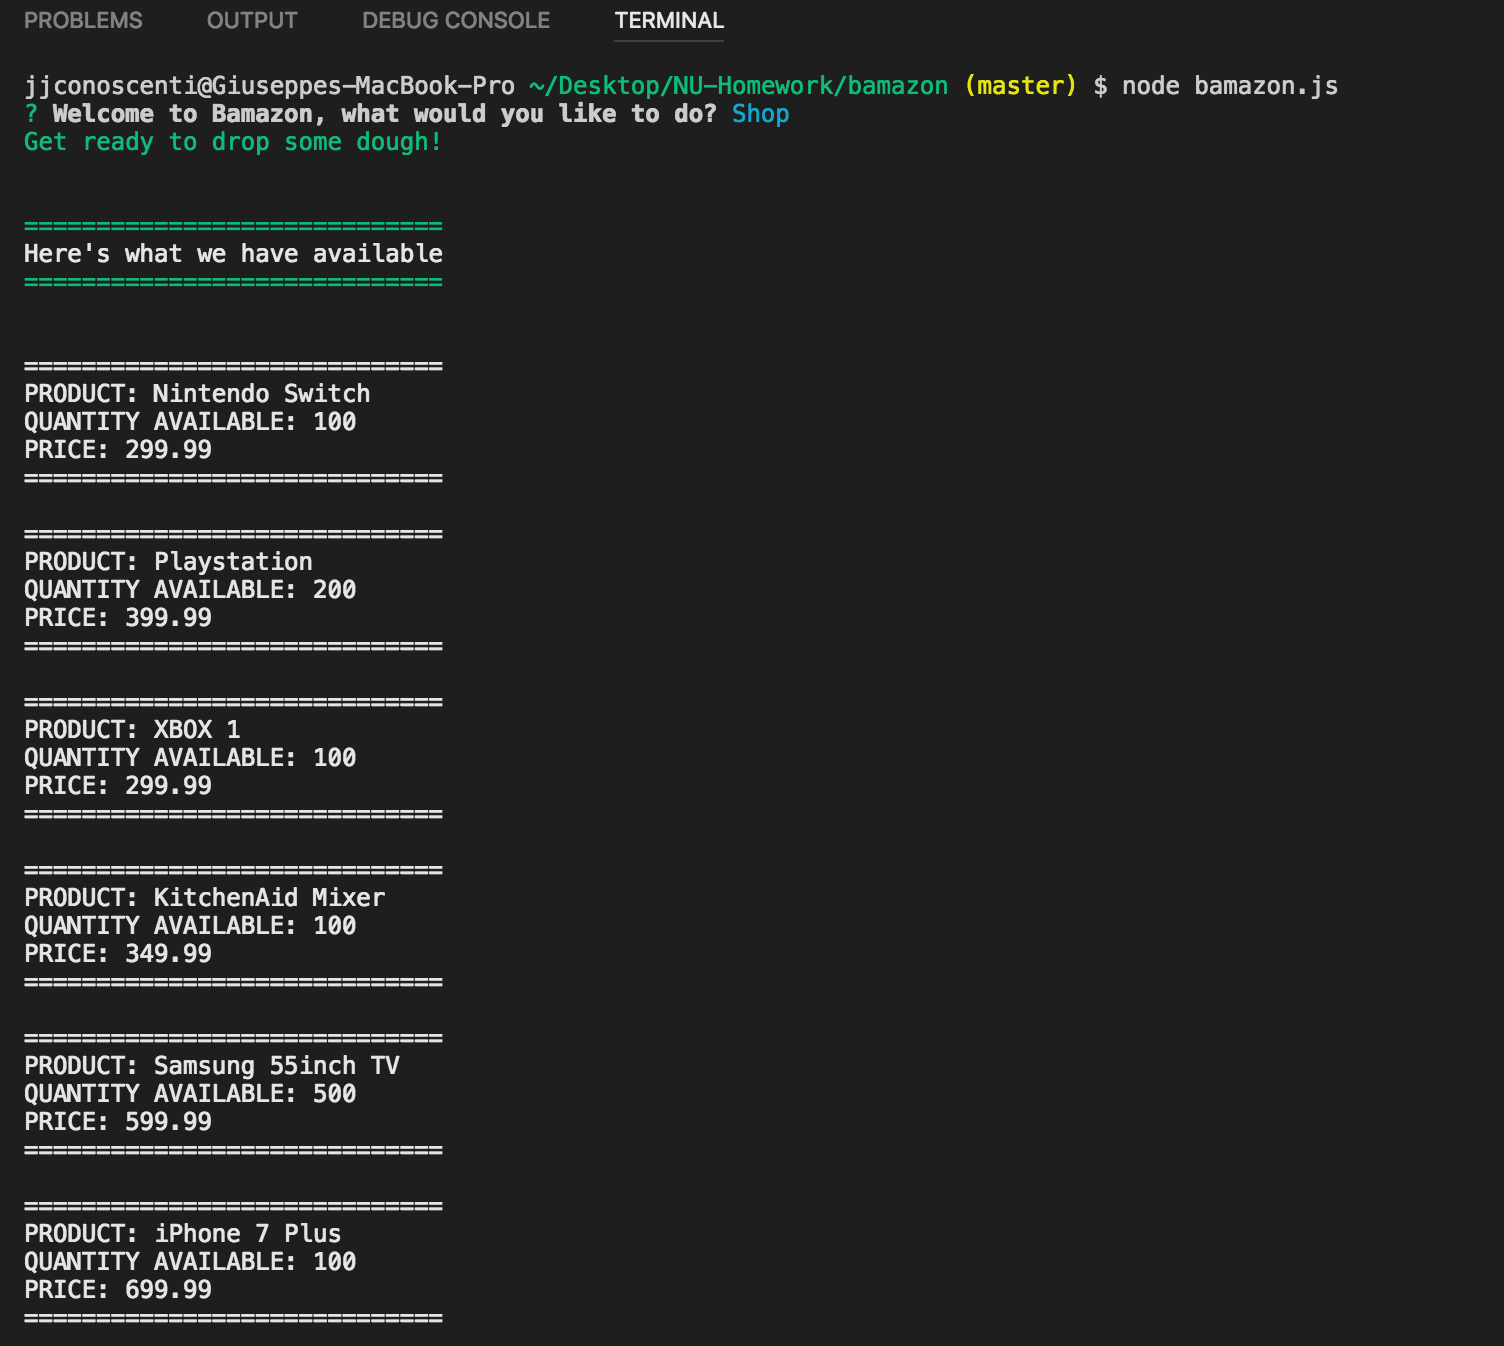 PROBLEMS OUTPUT DEBUG CONSOLE TERMINAL
jjconoscenti@Giuseppes-MacBook-Pro ~/Desktop/NU-Homework/bamazon (master) $ node bamazon.js
? Welcome to Bamazon, what would you like to do? Shop
Get ready to drop some dough!
=============================
Here's what we have available
=============================
=============================
PRODUCT: Nintendo Switch
QUANTITY AVAILABLE: 100
PRICE: 299.99
=============================
=============================
PRODUCT: Playstation
QUANTITY AVAILABLE: 200
PRICE: 399.99
=============================
=============================
PRODUCT: XBOX 1
QUANTITY AVAILABLE: 100
PRICE: 299.99
=============================
=============================
PRODUCT: KitchenAid Mixer
QUANTITY AVAILABLE: 100
PRICE: 349.99
=============================
=============================
PRODUCT: Samsung 55inch TV
QUANTITY AVAILABLE: 500
PRICE: 599.99
=============================
=============================
PRODUCT: iPhone 7 Plus
QUANTITY AVAILABLE: 100
PRICE: 699.99
=============================